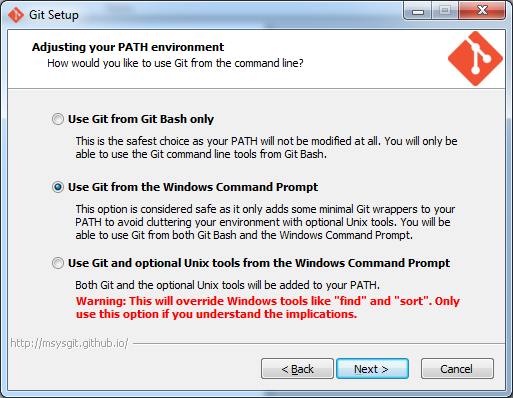 Git Setup
Adjusting your PATH environment
How would you like to use Git from the command line?
Use Git from Git Bash only
This is the safest choice as your PATH will not be modified at all. You will only be
able to use the Git command line tools from Git Bash.
Use Git from the Windows Command Prompt
This option is considered safe as it only adds some minimal Git wrappers to your
PATH to avoid cluttering your environment with optional Unix tools. You will be
able to use Git from both Git Bash and the Windows Command Prompt.
Use Git and optional Unix tools from the Windows Command Prompt
Both Git and the optional Unix tools will be added to your PATH.
Warning: This will override Windows tools like "find" and "sort". Only
use this option if you understand the implications.
http://msysgit.github.io/
< Back Next > Cancel